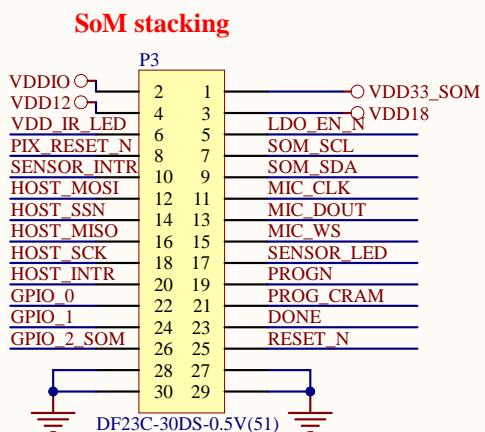 SoM stacking
P3
VDDIO 2 1 VDD33_SOM
VDD12 4 3 VDD18
VDD_IR_LED 6 5 LDO_EN_N
PIX_RESET_N 8 7 SOM_SCL
SENSOR_INTR 10 9 SOM_SDA
HOST_MOSI 12 11 MIC_CLK
HOST_SSN 14 13 MIC_DOUT
HOST_MISO 16 15 MIC_WS
HOST_SCK 18 17 SENSOR_LED
HOST_INTR 20 19 PROGN
GPIO_0 22 21 PROG_CRAM
GPIO_1 24 23 DONE
GPIO_2_SOM 26 25 RESET_N
28 27
30 29
DF23C-30DS-0.5V(51)